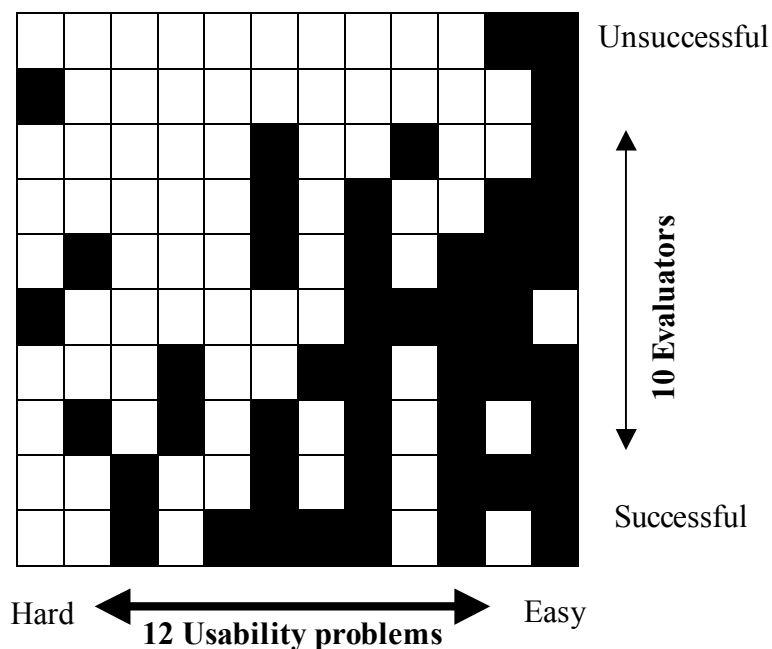 Unsuccessful
10 Evaluators
Successful
Hard
Easy
12 Usability problems